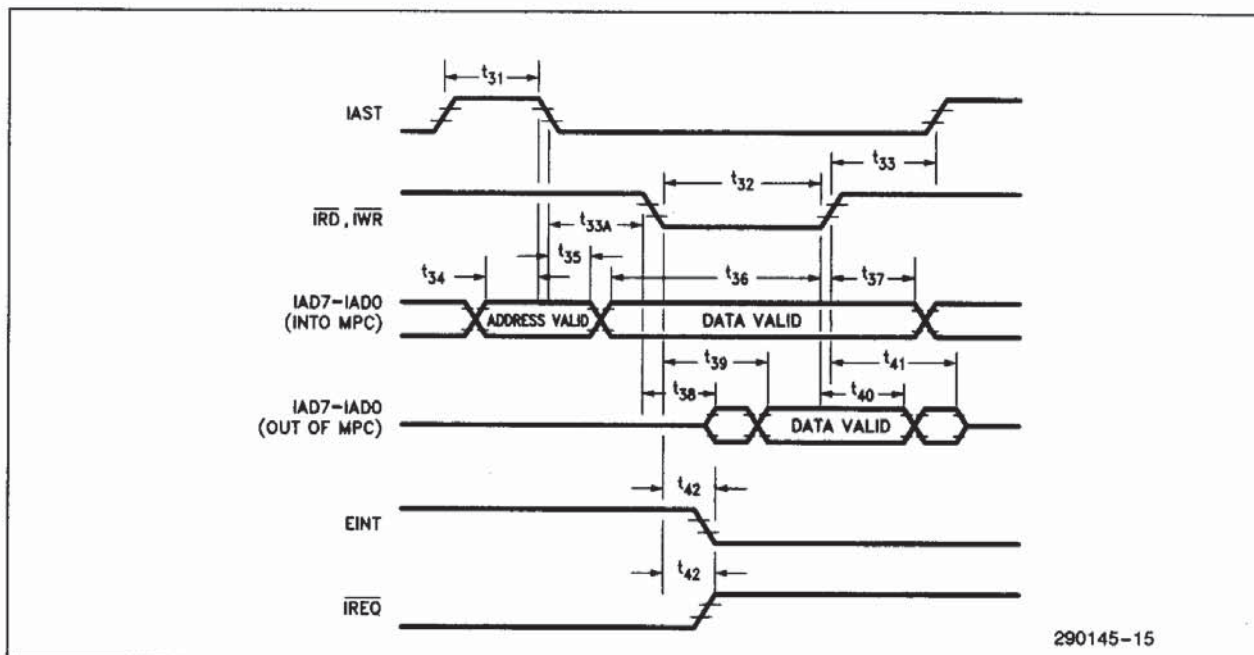 t31
IAST
t33
t32
IRD, IWR
t33A
t35
t34
t36
t37
IAD7-IAD0
(INTO MPC)
ADDRESS VALID
DATA VALID
t39
t41
t38
t40
IAD7-IAD0
(OUT OF MPC)
DATA VALID
t42
EINT
t42
IREQ
290145-15